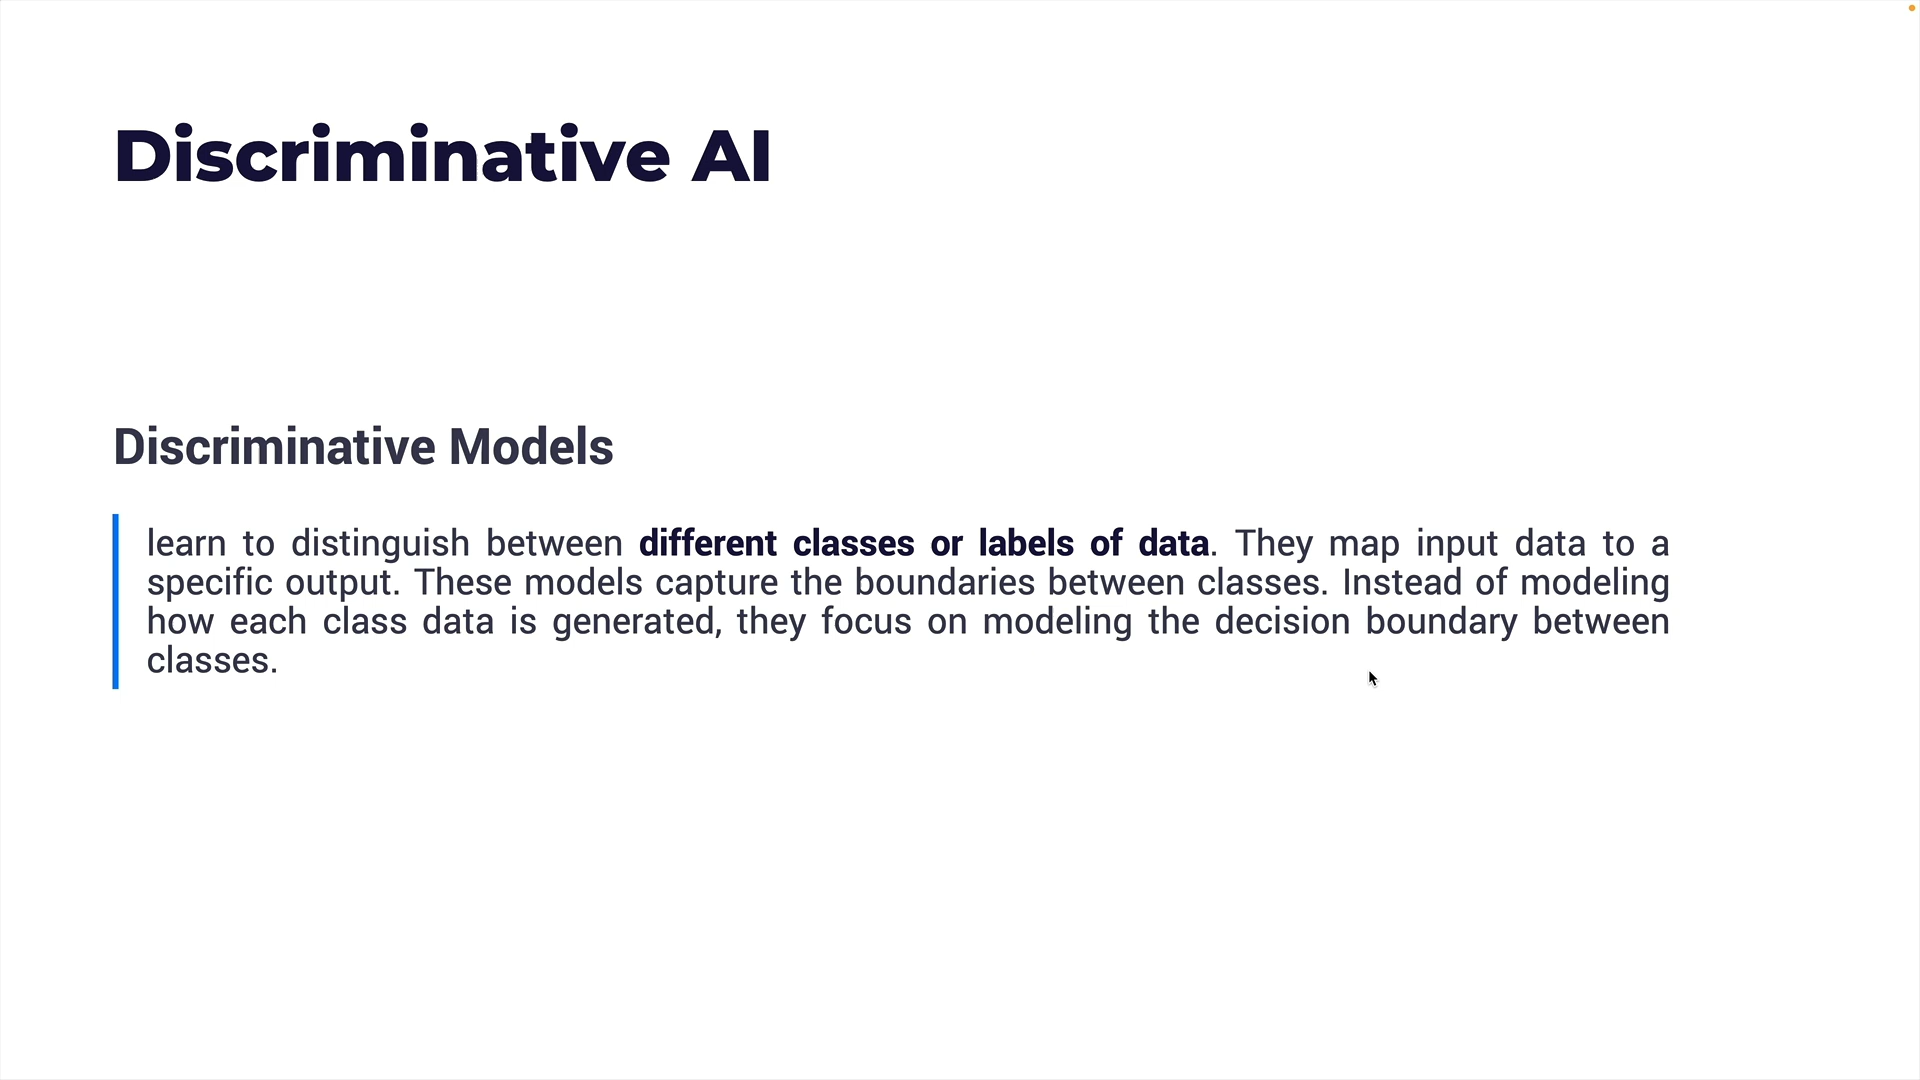 Discriminative AI
Discriminative Models
learn to distinguish between different classes or labels of data. They map input data to a
specific output. These models capture the boundaries between classes. Instead of modeling
how each class data is generated, they focus on modeling the decision boundary between
classes.